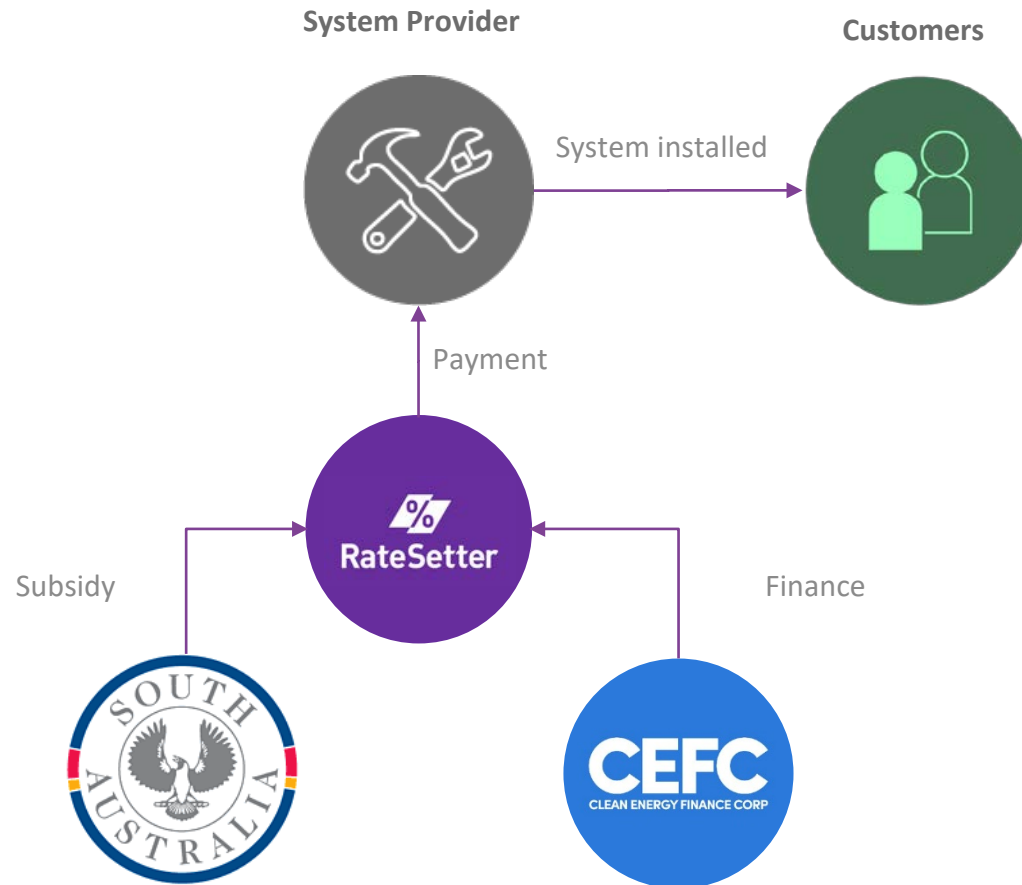 System Provider
Customers
System installed
Payment
%
RateSetter
Subsidy
Finance
SOUTH
AUSTRALIA
CEFC
CLEAN ENERGY FINANCE CORP